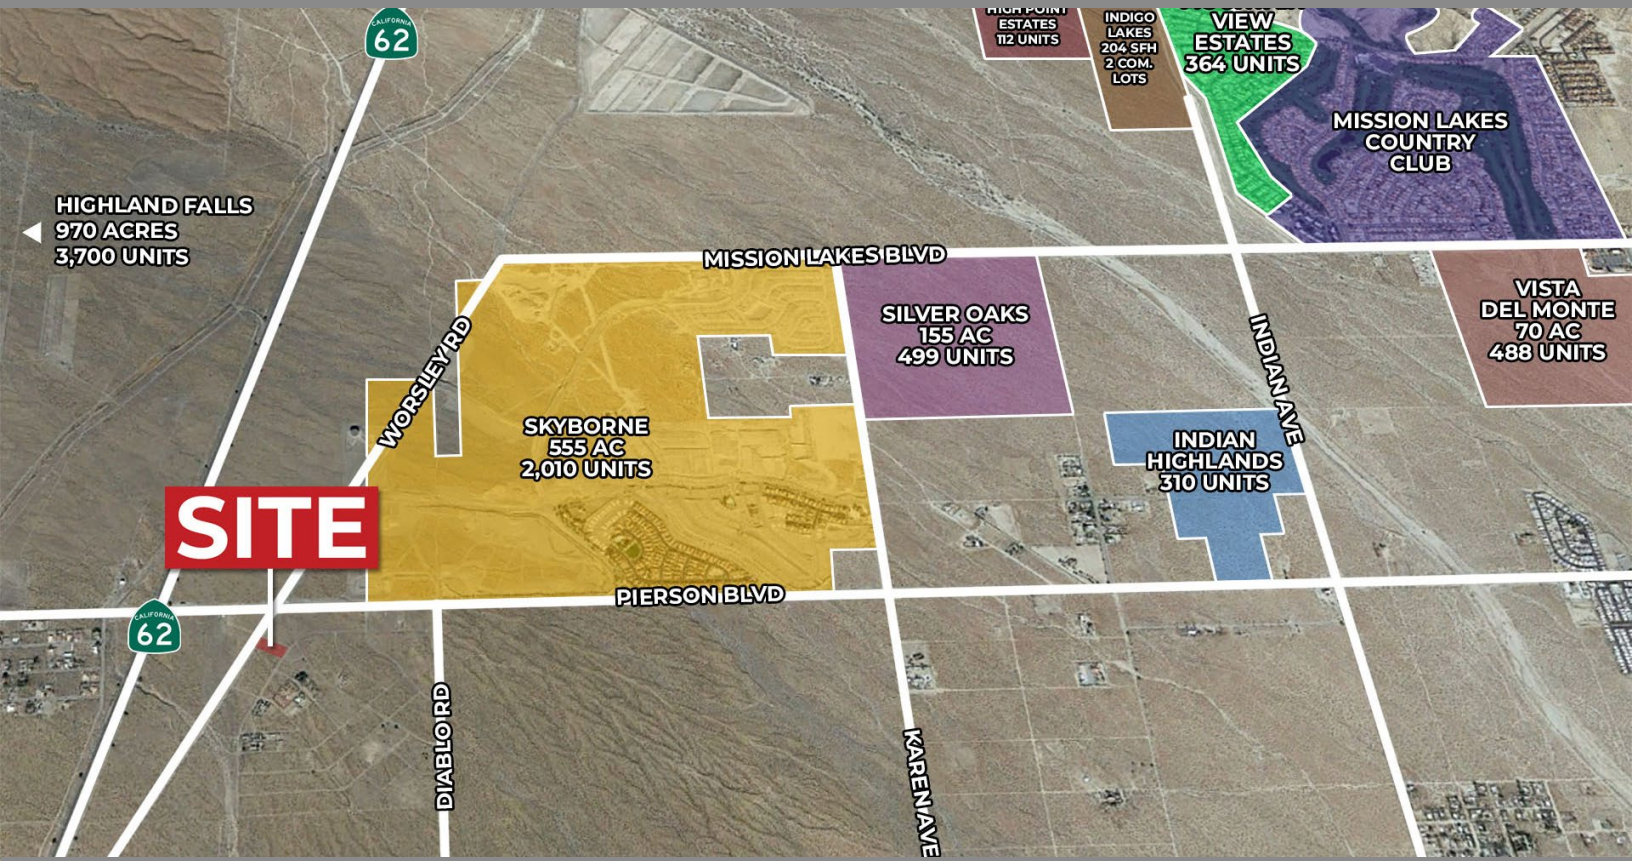 CALIFORNIA
62
HIGH POINT
ESTATES
112 UNITS
INDIGO
LAKES
204 SFH
2 COM.
LOTS
VIEW
ESTATES
364 UNITS
MISSION LAKES
COUNTRY
CLUB
HIGHLAND FALLS
970 ACRES
3,700 UNITS
MISSION LAKES BLVD
WORSLEY RD
SILVER OAKS
155 AC
499 UNITS
INDIAN AVE
VISTA
DEL MONTE
70 AC
488 UNITS
SKYBORNE
555 AC
2,010 UNITS
INDIAN
HIGHLANDS
310 UNITS
SITE
PIERSON BLVD
CALIFORNIA
62
DIABLO RD
KAREN AVE